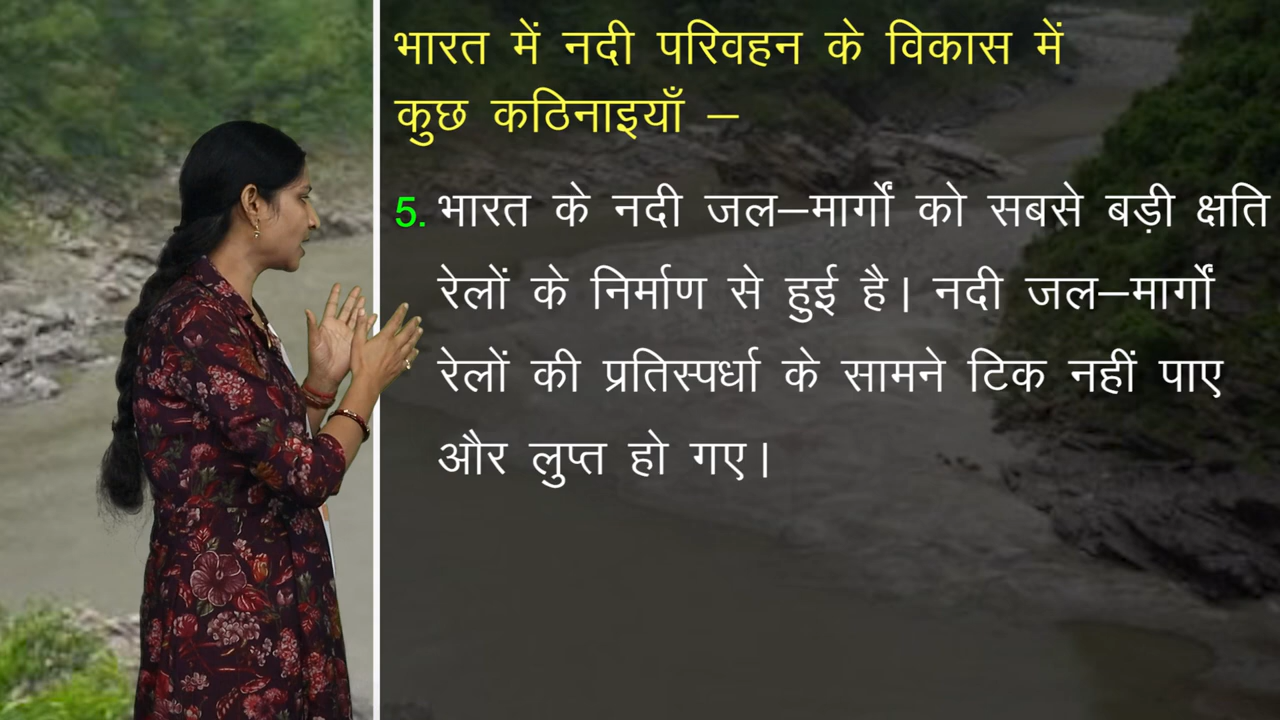 भारत में नदी परिवहन के विकास में
कुछ कठिनाइयाँ –
5. भारत के नदी जल–मार्गों को सबसे बड़ी क्षति
रेलों के निर्माण से हुई है। नदी जल–मार्गों
रेलों की प्रतिस्पर्धा के सामने टिक नहीं पाए
और लुप्त हो गए।